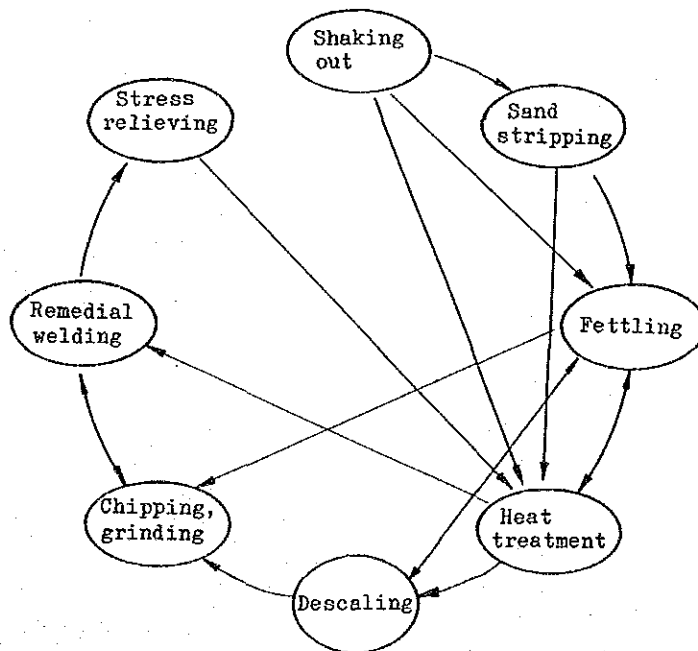 Shaking
out
Stress
relieving
Sand
stripping
Remedial
welding
Fettling
Chipping,
grinding
Heat
treatment
Descaling